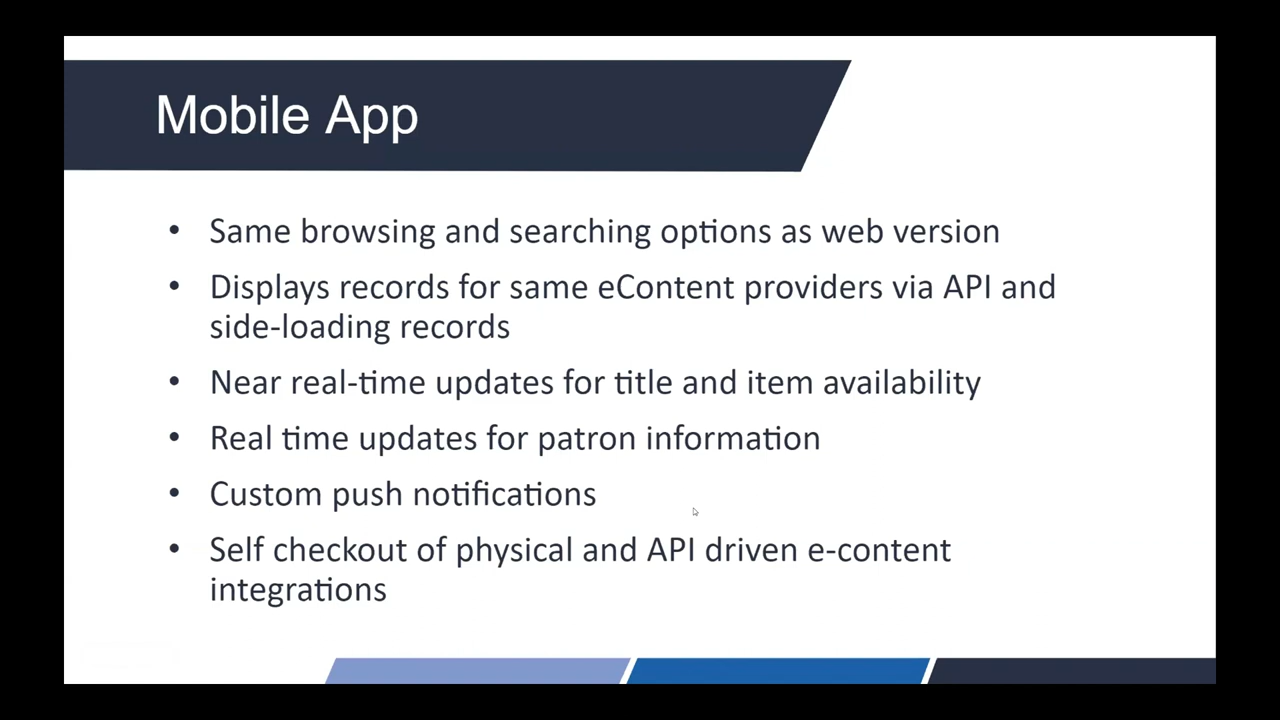 Mobile App
• Same browsing and searching options as web version
• Displays records for same eContent providers via API and
side-loading records
• Near real-time updates for title and item availability
• Real time updates for patron information
• Custom push notifications
• Self checkout of physical and API driven e-content
integrations